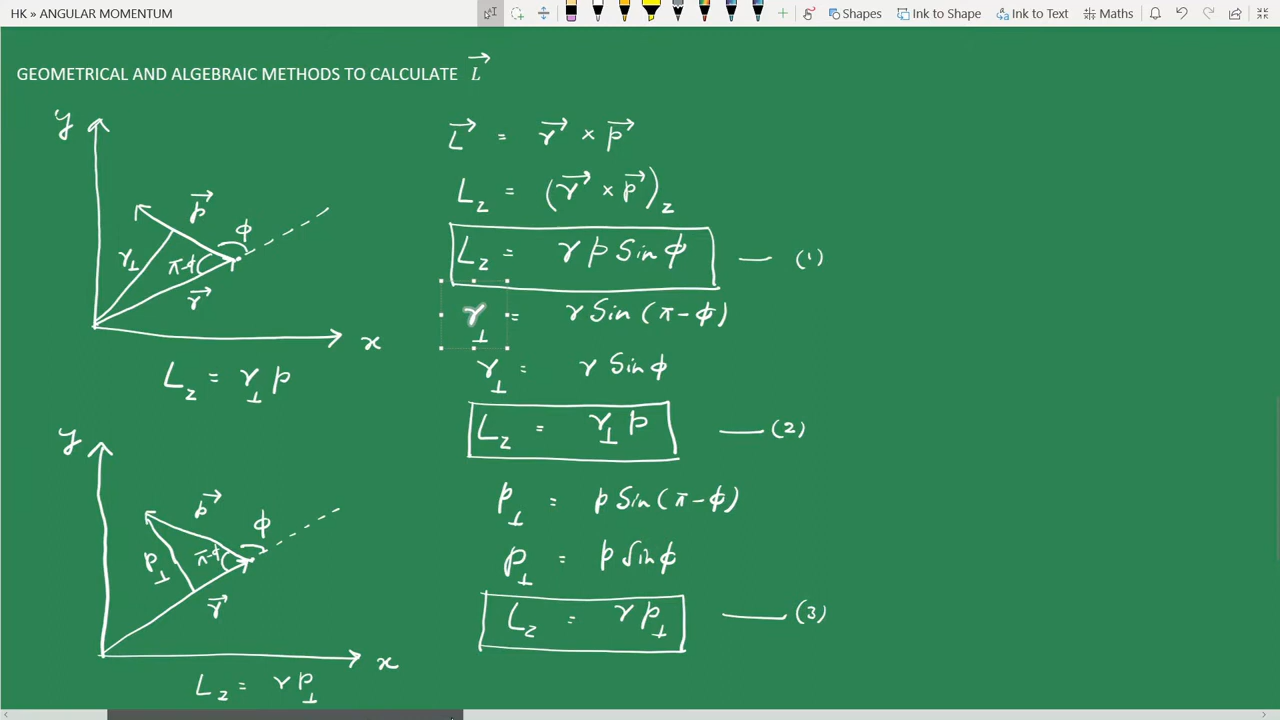 HK » ANGULAR MOMENTUM
Shapes Ink to Shape Ink to Text Maths
GEOMETRICAL AND ALGEBRAIC METHODS TO CALCULATE L⃗
y
p⃗
ϕ
r⊥
π-ϕ
r⃗
x
L_z = r⊥ p
y
p⃗
ϕ
p⊥
π-ϕ
r⃗
x
L_z = r p⊥
L⃗ = r⃗ × p⃗
L_z = (r⃗ × p⃗)_z
L_z = r p Sin ϕ — (1)
r⊥ = r Sin (π-ϕ)
r⊥ = r Sin ϕ
L_z = r⊥ p — (2)
p⊥ = p Sin (π-ϕ)
p⊥ = p Sin ϕ
L_z = r p⊥ — (3)